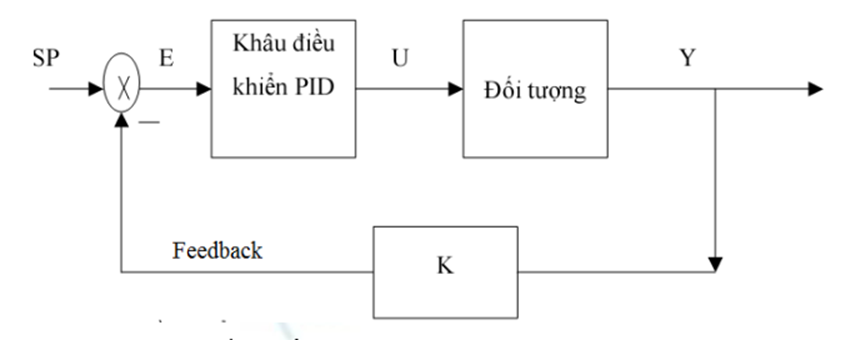 SP
E
Khâu điều
khiển PID
U
Đối tượng
Y
Feedback
K